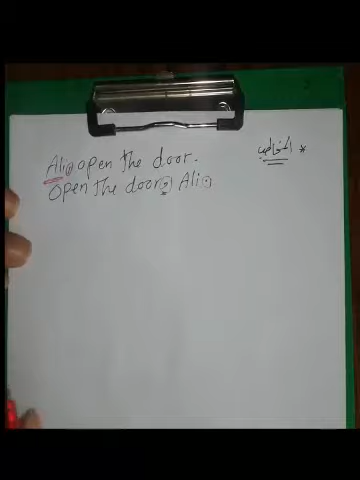 * المخاطب
Ali, open the door.
Open the door, Ali.